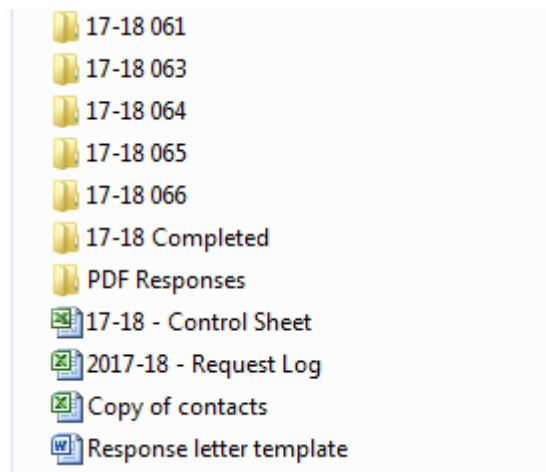 17-18 061
17-18 063
17-18 064
17-18 065
17-18 066
17-18 Completed
PDF Responses
17-18 - Control Sheet
2017-18 - Request Log
Copy of contacts
Response letter template